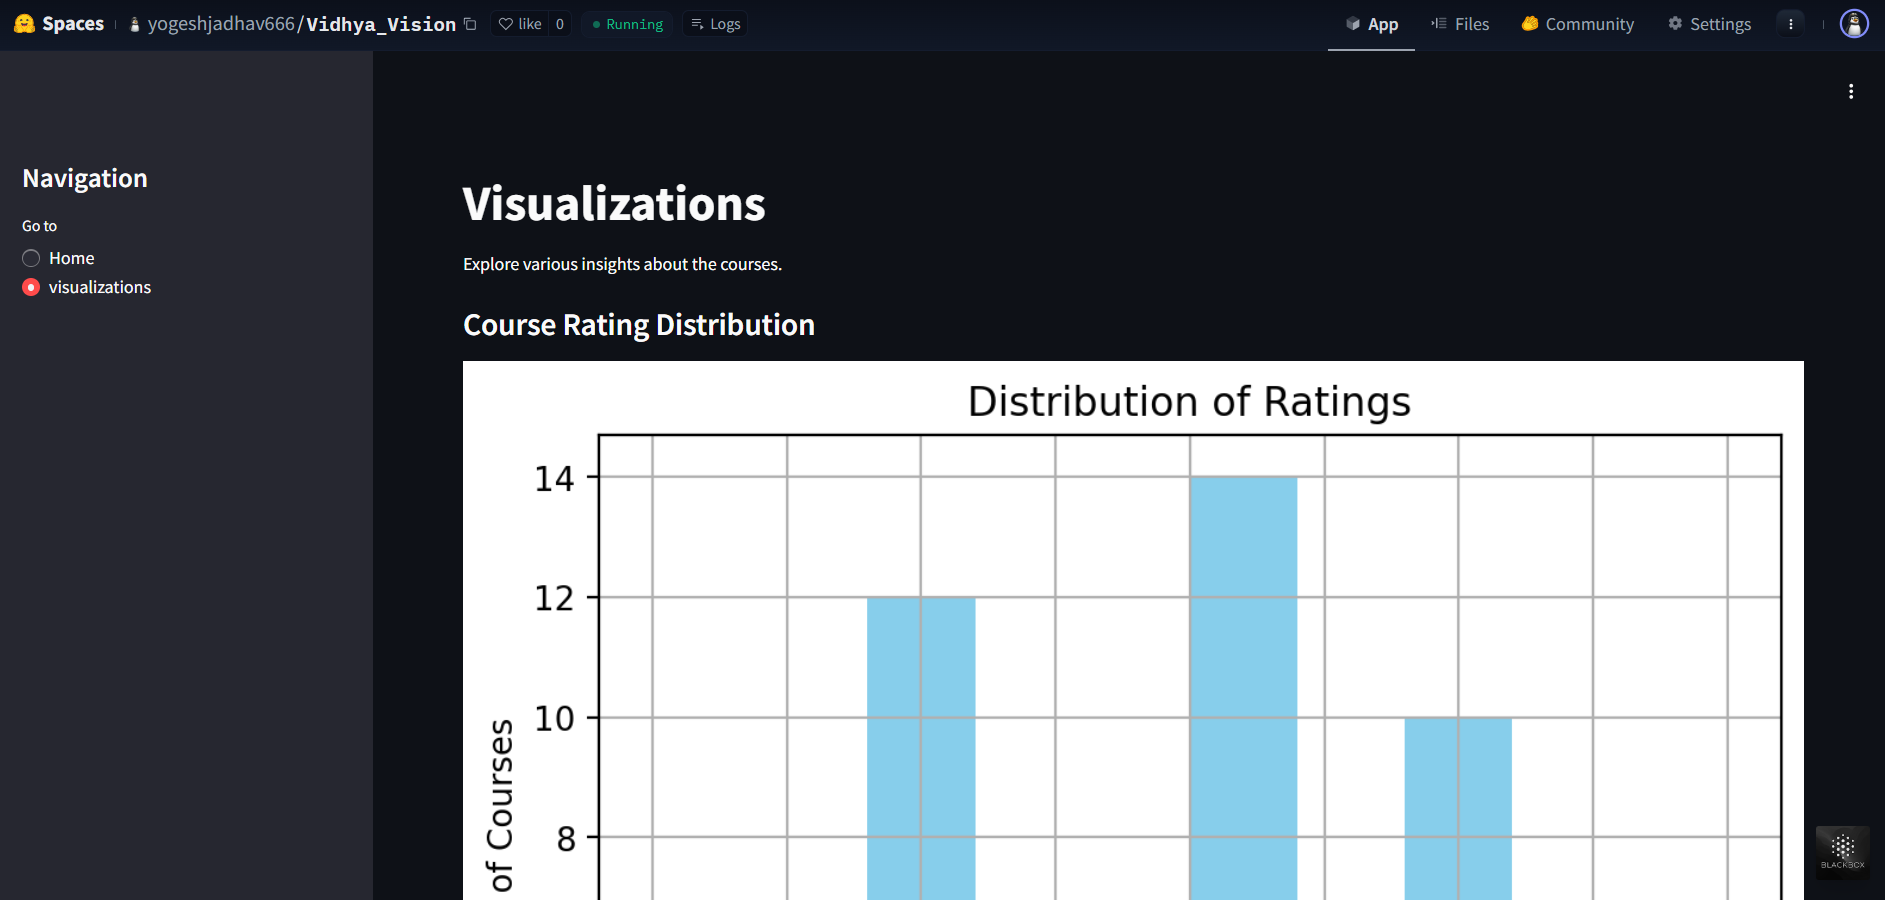 Spaces yogeshjadhav666/Vidhya_Vision like 0 Running Logs App Files Community Settings
Navigation
Go to
Home
visualizations
Visualizations
Explore various insights about the courses.
Course Rating Distribution
Distribution of Ratings
14
12
10
8
of Courses
BLACKBOX